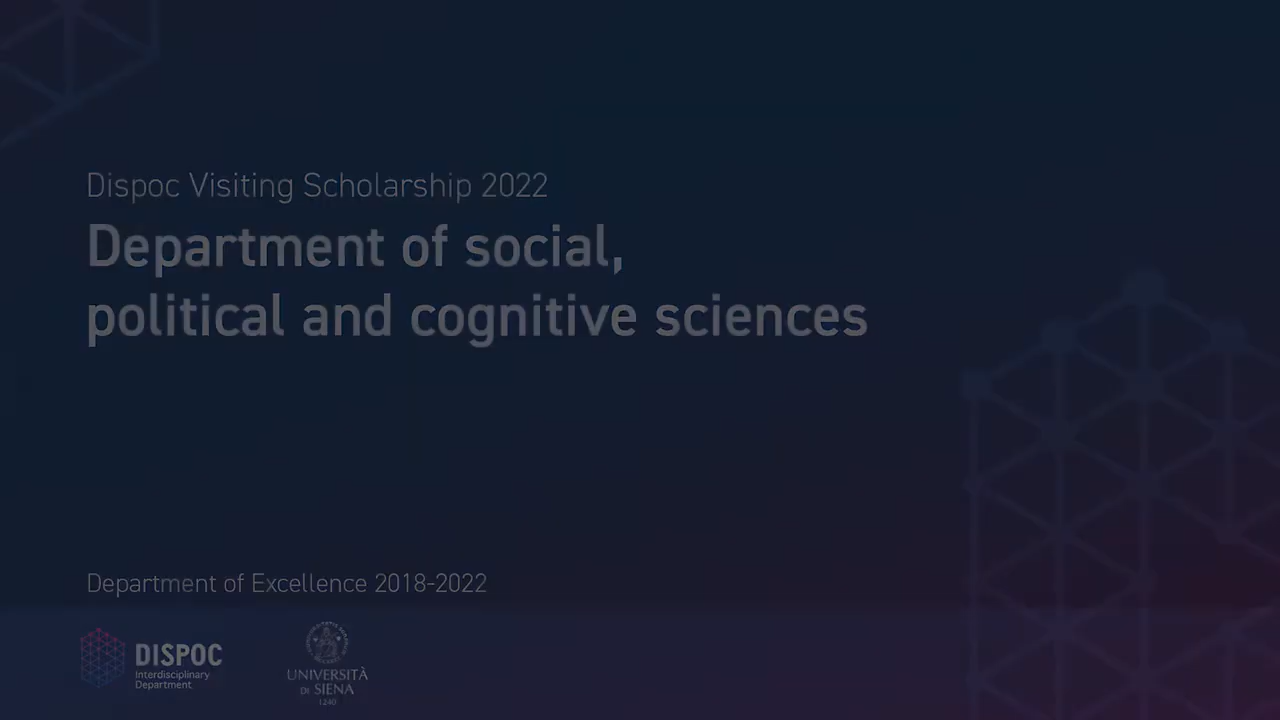 Dispoc Visiting Scholarship 2022
Department of social,
political and cognitive sciences
Department of Excellence 2018-2022
DISPOC
Interdisciplinary
Department
UNIVERSITÀ
DI SIENA
1240